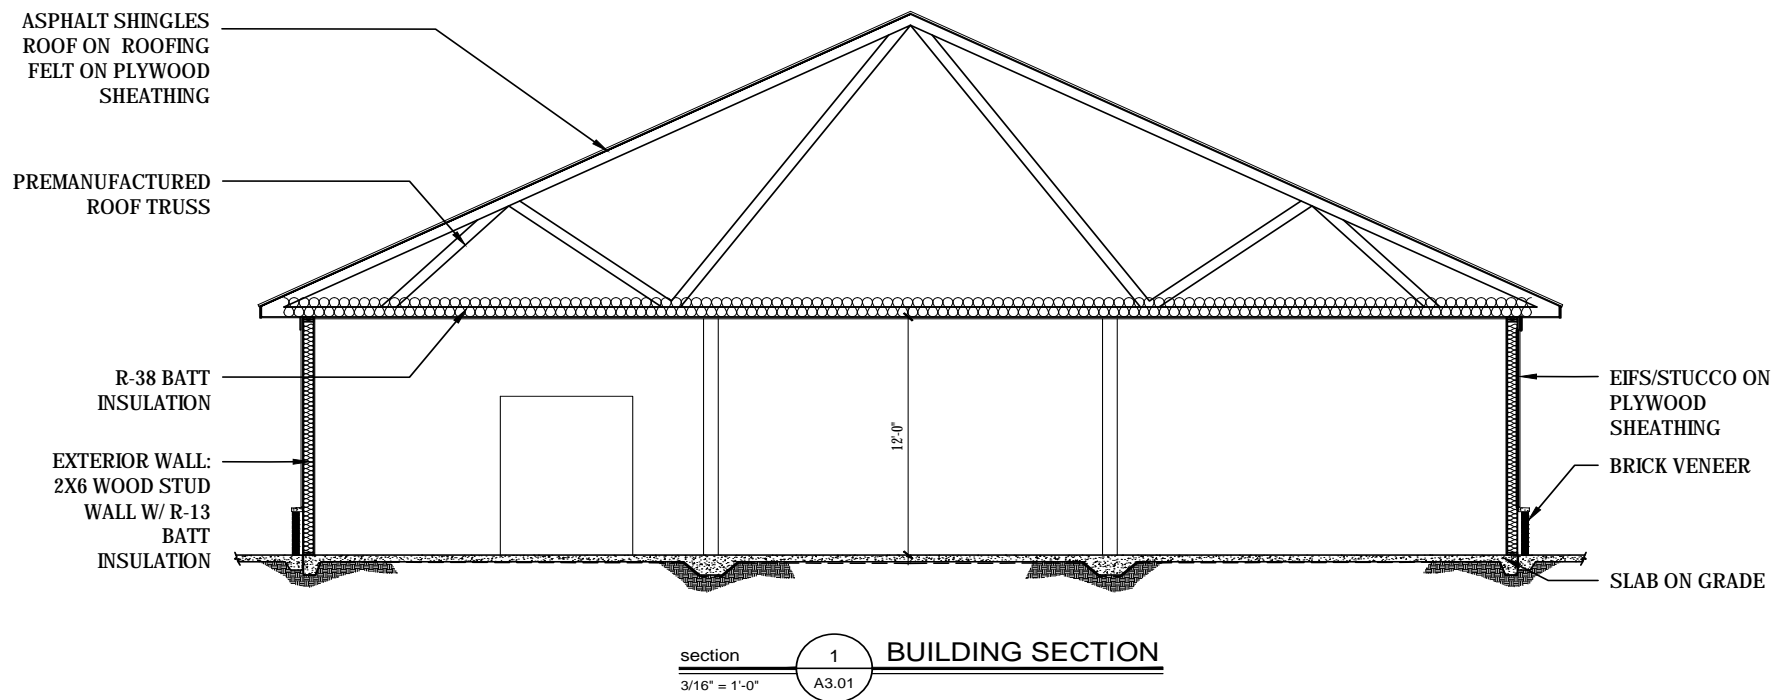 ASPHALT SHINGLES
ROOF ON ROOFING
FELT ON PLYWOOD
SHEATHING
PREMANUFACTURED
ROOF TRUSS
R-38 BATT
INSULATION
EXTERIOR WALL:
2X6 WOOD STUD
WALL W/ R-13
BATT
INSULATION
12'-0"
EIFS/STUCCO ON
PLYWOOD
SHEATHING
BRICK VENEER
SLAB ON GRADE
section
3/16" = 1'-0"
1
A3.01
BUILDING SECTION